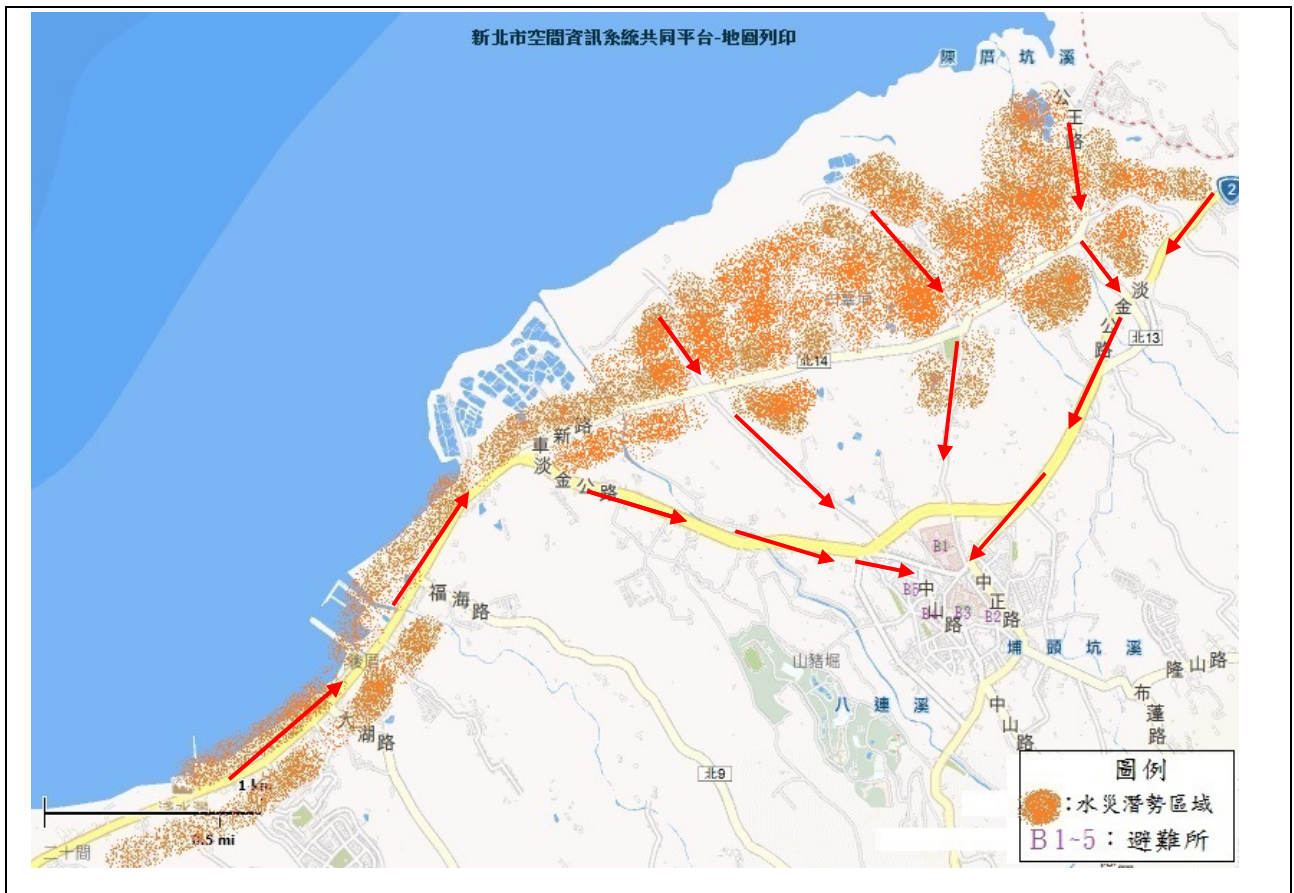 新北市空間資訊系統共同平台-地圖列印
陳厝坑溪
公王路
2
淡金公路
北13
北14
車新路
淡金公路
B1
中正路
B5
中山路
B4
B3
B2
福海路
後厝
埔頭坑溪
隆山路
山豬堀
布蓬路
八連溪
中山路
大湖路
北9
1 km
0.5 mi
淺水灣
二十間
圖例
:水災潛勢區域
B1~5：避難所